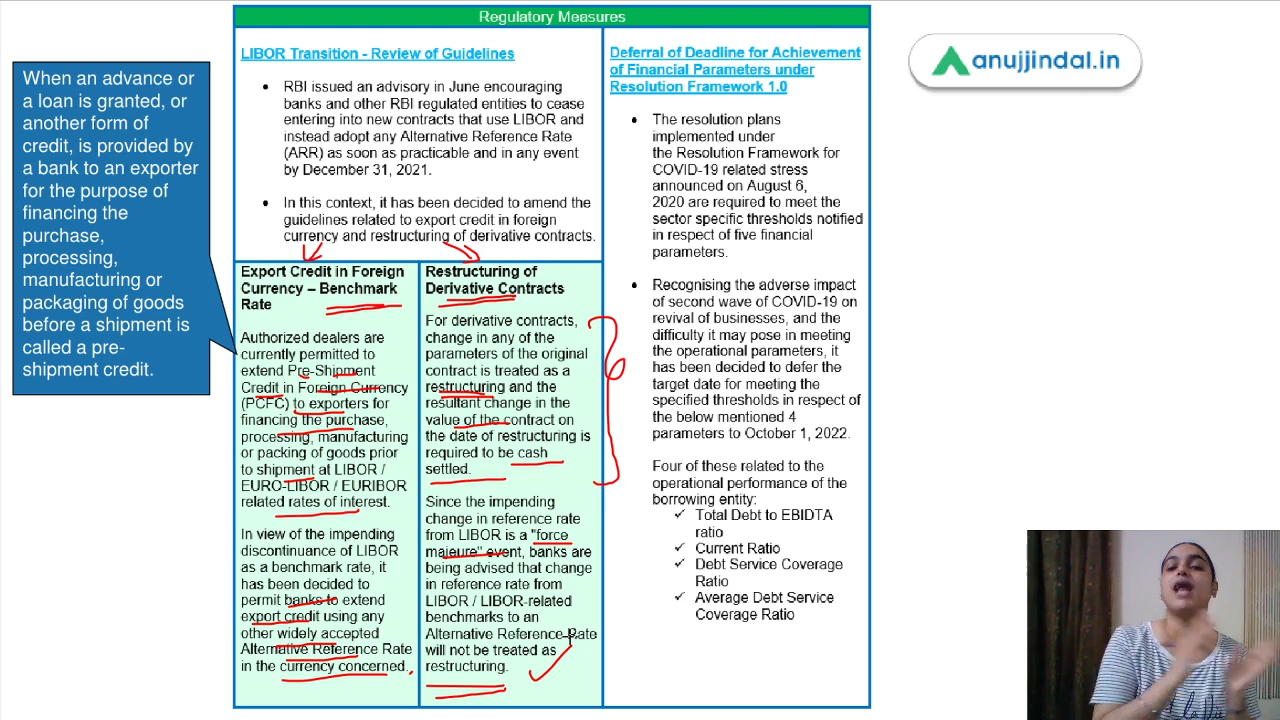 Regulatory Measures
anujjindal.in
When an advance or
a loan is granted, or
another form of
credit, is provided by
a bank to an exporter
for the purpose of
financing the
purchase,
processing,
manufacturing or
packaging of goods
before a shipment is
called a pre-
shipment credit.
LIBOR Transition - Review of Guidelines
RBI issued an advisory in June encouraging
banks and other RBI regulated entities to cease
entering into new contracts that use LIBOR and
instead adopt any Alternative Reference Rate
(ARR) as soon as practicable and in any event
by December 31, 2021.
In this context, it has been decided to amend the
guidelines related to export credit in foreign
currency and restructuring of derivative contracts.
Export Credit in Foreign
Currency – Benchmark
Rate
Authorized dealers are
currently permitted to
extend Pre-Shipment
Credit in Foreign Currency
(PCFC) to exporters for
financing the purchase,
processing, manufacturing
or packing of goods prior
to shipment at LIBOR /
EURO-LIBOR / EURIBOR
related rates of interest.
In view of the impending
discontinuance of LIBOR
as a benchmark rate, it
has been decided to
permit banks to extend
export credit using any
other widely accepted
Alternative Reference Rate
in the currency concerned.
Restructuring of
Derivative Contracts
For derivative contracts,
change in any of the
parameters of the original
contract is treated as a
restructuring and the
resultant change in the
value of the contract on
the date of restructuring is
required to be cash
settled.
Since the impending
change in reference rate
from LIBOR is a "force
majeure" event, banks are
being advised that change
in reference rate from
LIBOR / LIBOR-related
benchmarks to an
Alternative Reference Rate
will not be treated as
restructuring.
Deferral of Deadline for Achievement
of Financial Parameters under
Resolution Framework 1.0
The resolution plans
implemented under
the Resolution Framework for
COVID-19 related stress
announced on August 6,
2020 are required to meet the
sector specific thresholds notified
in respect of five financial
parameters.
Recognising the adverse impact
of second wave of COVID-19 on
revival of businesses, and the
difficulty it may pose in meeting
the operational parameters, it
has been decided to defer the
target date for meeting the
specified thresholds in respect of
the below mentioned 4
parameters to October 1, 2022.
Four of these related to the
operational performance of the
borrowing entity:
Total Debt to EBIDTA
ratio
Current Ratio
Debt Service Coverage
Ratio
Average Debt Service
Coverage Ratio